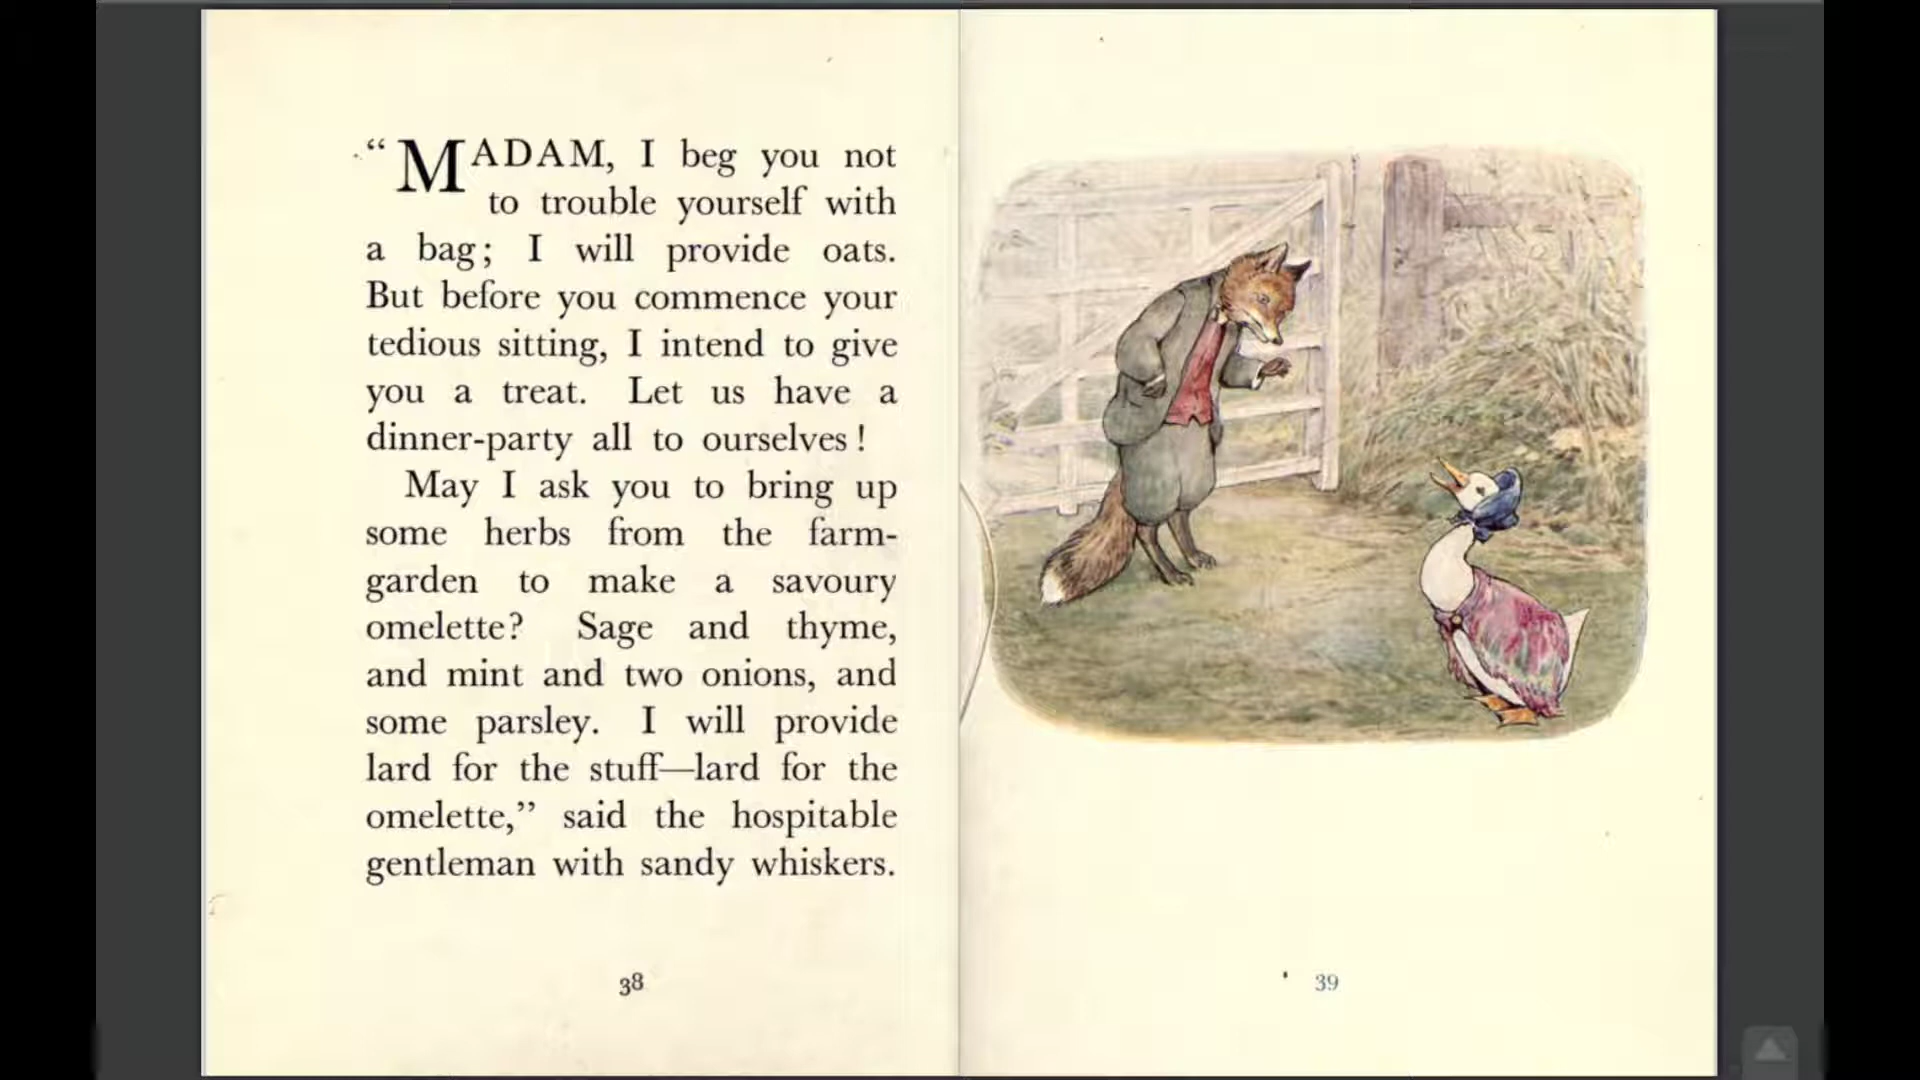 “MADAM, I beg you not
to trouble yourself with
a bag; I will provide oats.
But before you commence your
tedious sitting, I intend to give
you a treat. Let us have a
dinner-party all to ourselves!
May I ask you to bring up
some herbs from the farm-
garden to make a savoury
omelette? Sage and thyme,
and mint and two onions, and
some parsley. I will provide
lard for the stuff—lard for the
omelette,” said the hospitable
gentleman with sandy whiskers.
38
39